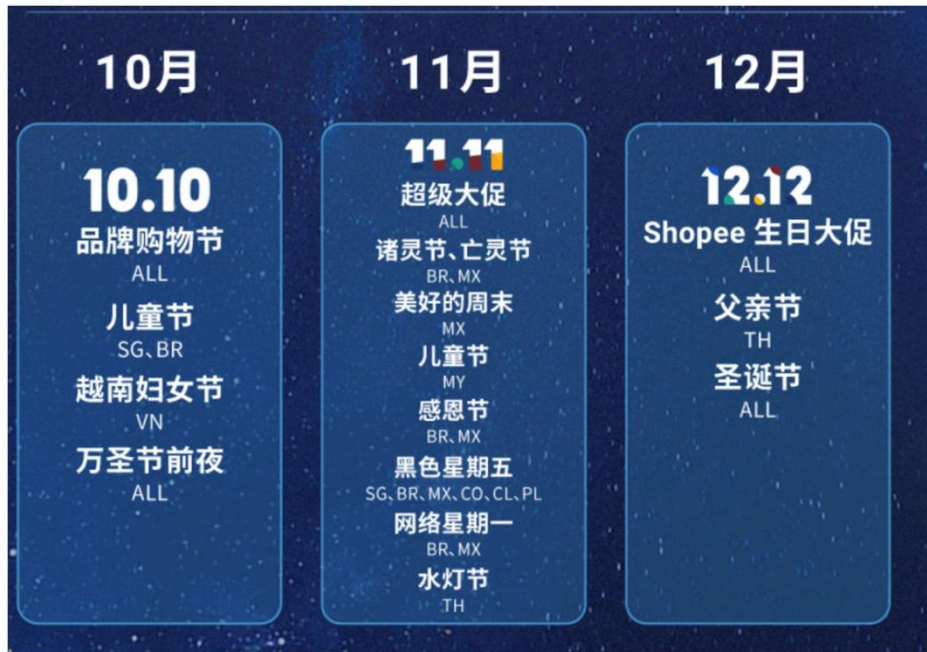 10月
10.10
品牌购物节
ALL
儿童节
SG、BR
越南妇女节
VN
万圣节前夜
ALL
11月
11.11
超级大促
ALL
诸灵节、亡灵节
BR、MX
美好的周末
MX
儿童节
MY
感恩节
BR、MX
黑色星期五
SG、BR、MX、CO、CL、PL
网络星期一
BR、MX
水灯节
TH
12月
12.12
Shopee 生日大促
ALL
父亲节
TH
圣诞节
ALL